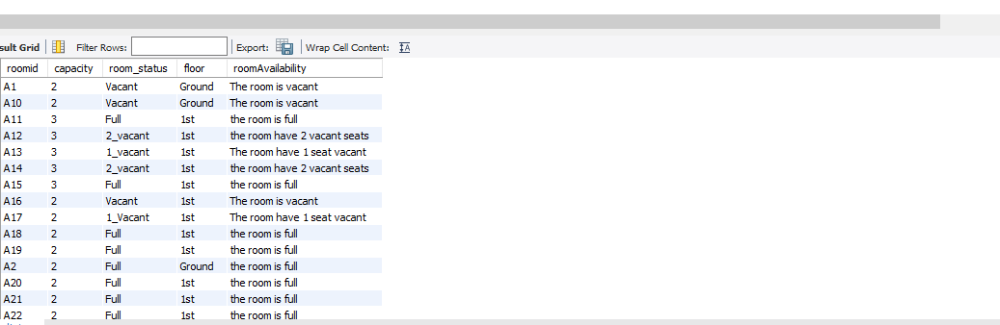 sult Grid Filter Rows: Export: Wrap Cell Content: IA
roomid capacity room_status floor roomAvailability
A1 2 Vacant Ground The room is vacant
A10 2 Vacant Ground The room is vacant
A11 3 Full 1st the room is full
A12 3 2_vacant 1st the room have 2 vacant seats
A13 3 1_vacant 1st The room have 1 seat vacant
A14 3 2_vacant 1st the room have 2 vacant seats
A15 3 Full 1st the room is full
A16 2 Vacant 1st The room is vacant
A17 2 1_Vacant 1st The room have 1 seat vacant
A18 2 Full 1st the room is full
A19 2 Full 1st the room is full
A2 2 Full Ground the room is full
A20 2 Full 1st the room is full
A21 2 Full 1st the room is full
A22 2 Full 1st the room is full